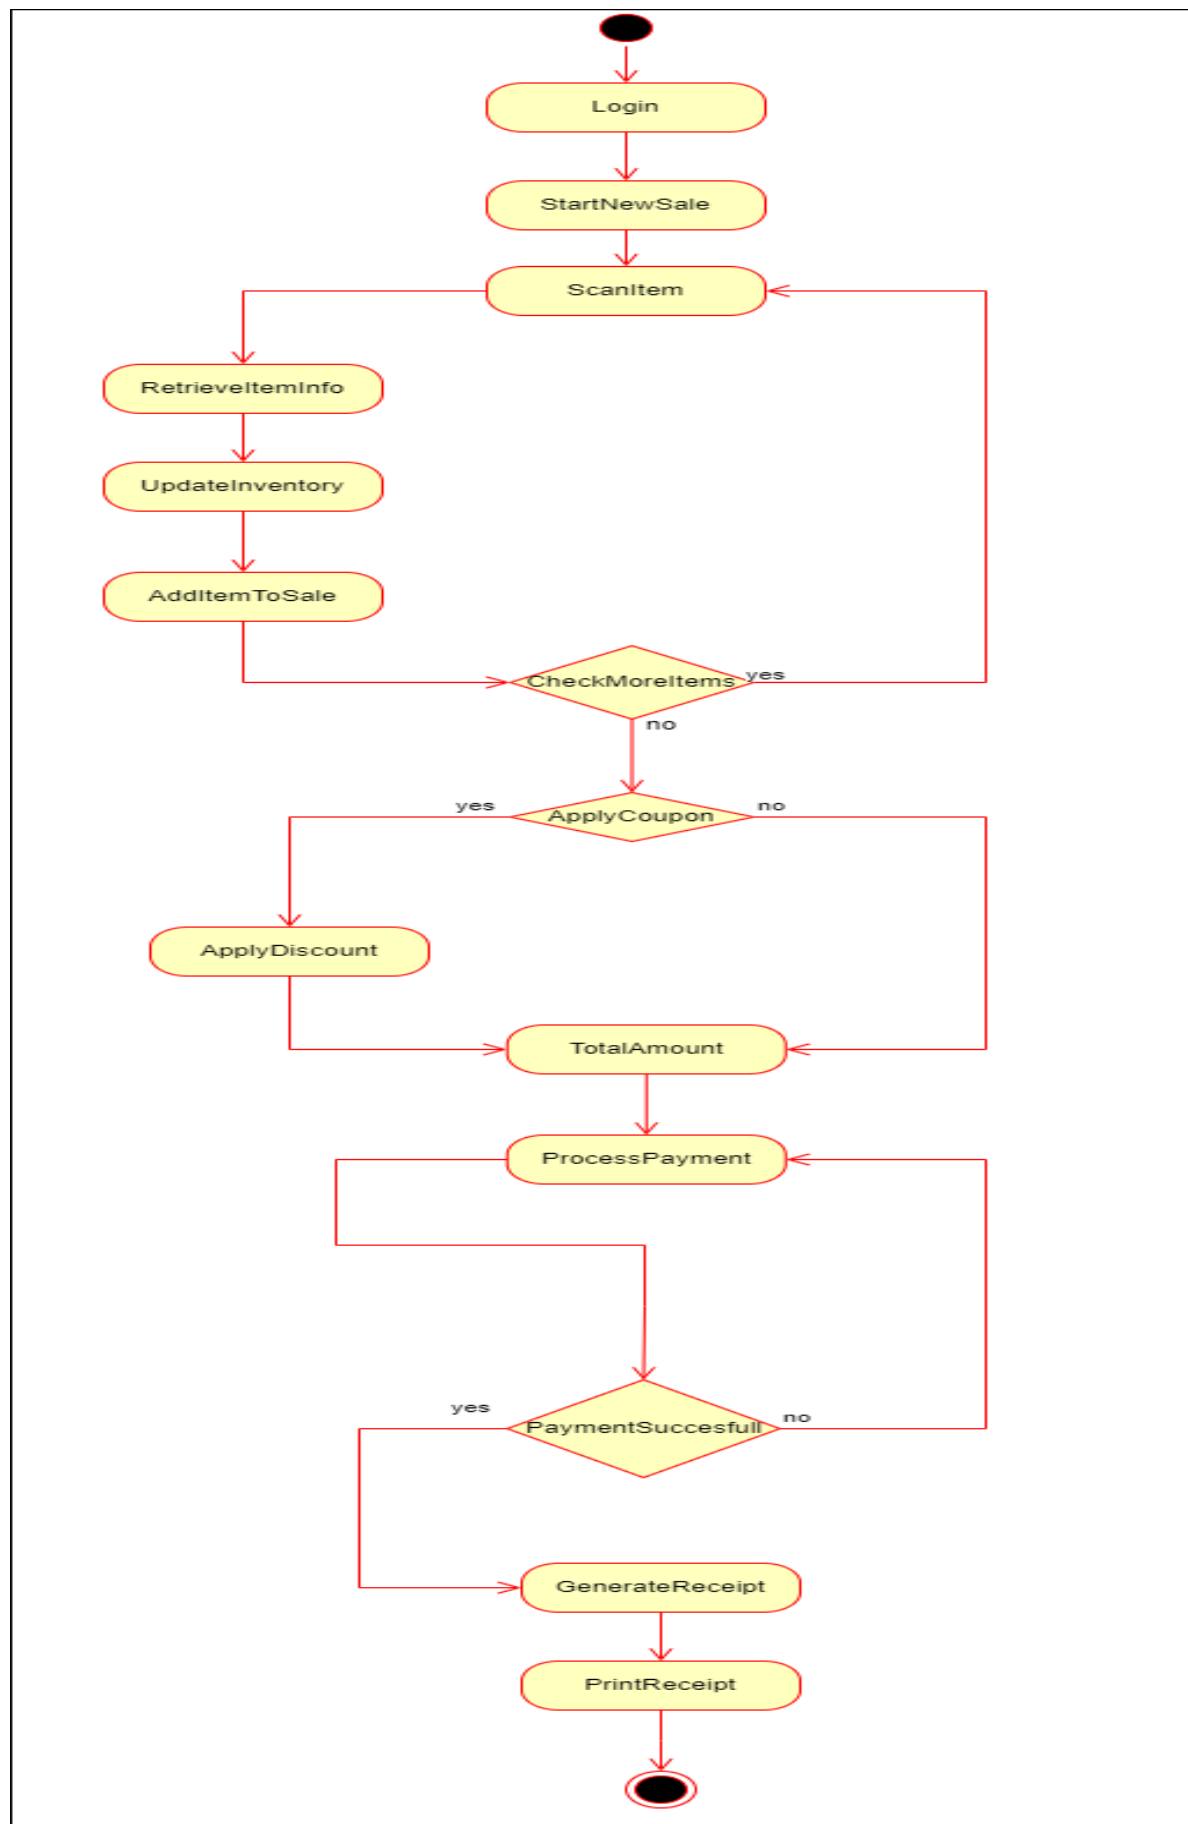 Login
StartNewSale
ScanItem
RetrieveItemInfo
UpdateInventory
AddItemToSale
CheckMoreItems
yes
no
yes
ApplyCoupon
no
ApplyDiscount
TotalAmount
ProcessPayment
yes
PaymentSuccesfull
no
GenerateReceipt
PrintReceipt